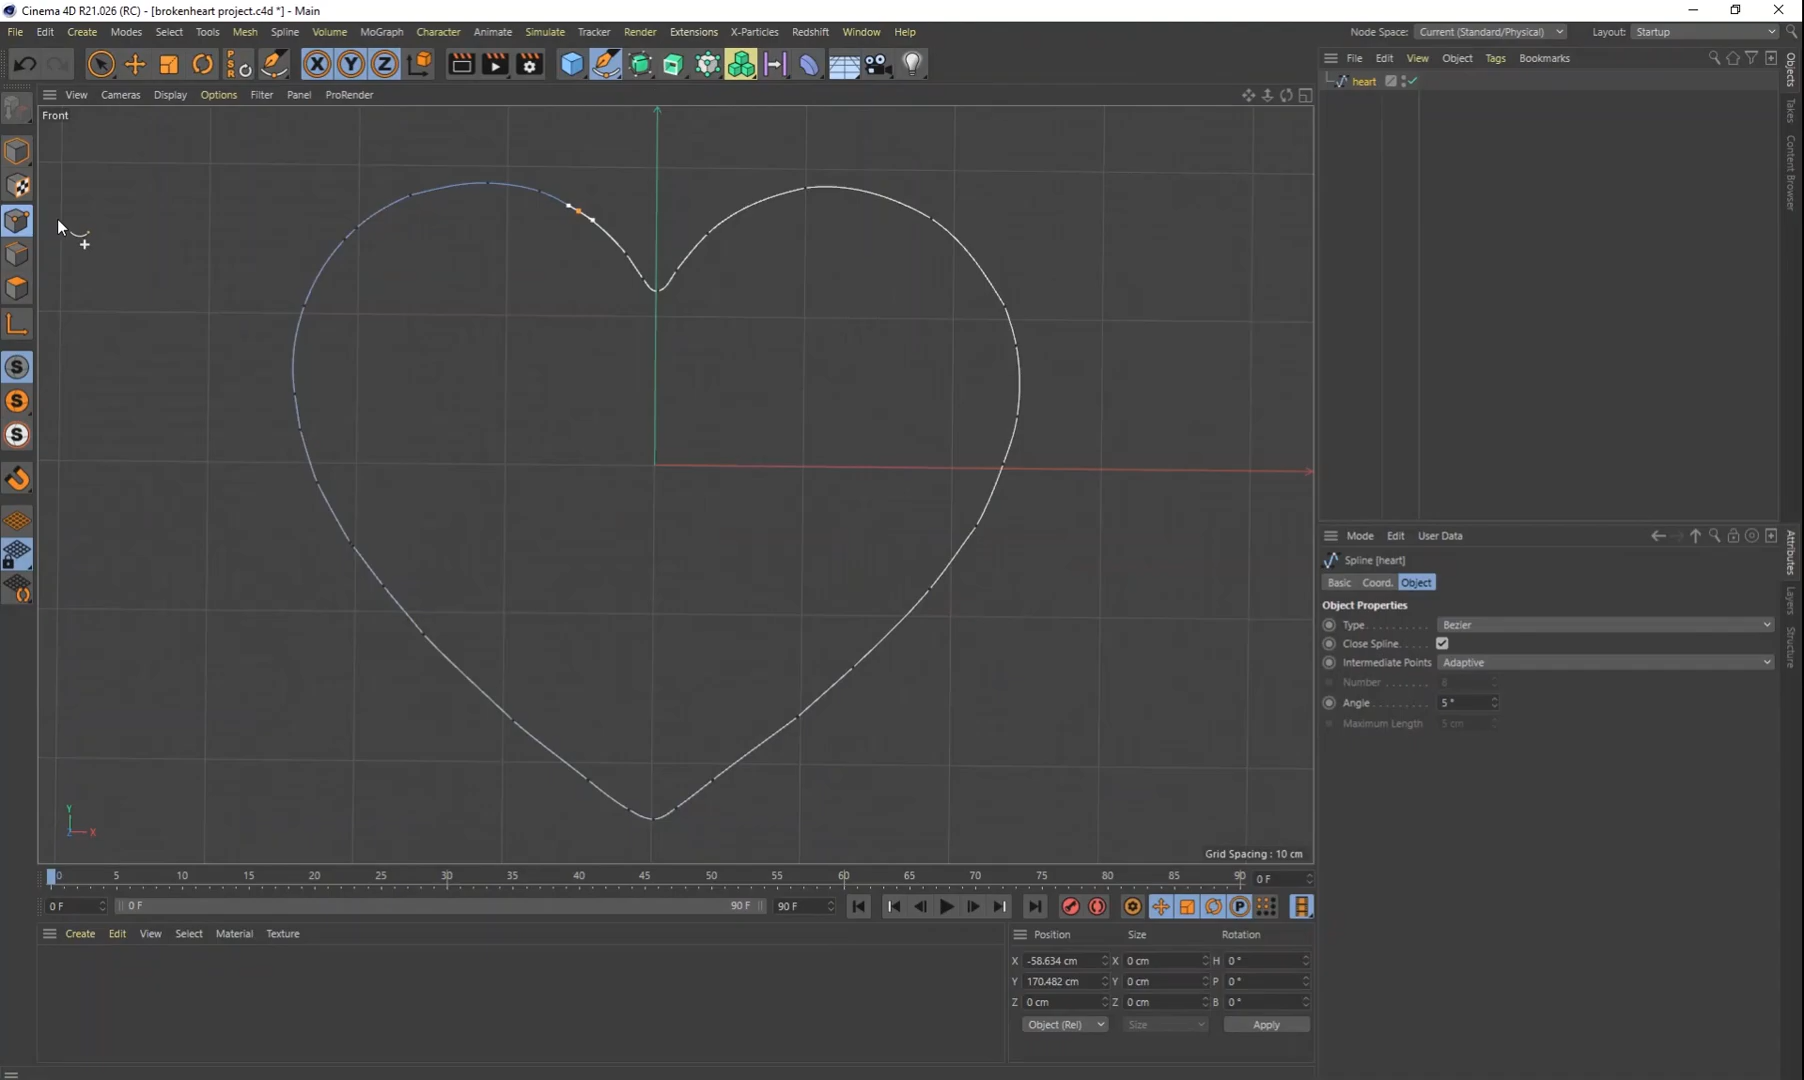 Cinema 4D R21.026 (RC) - [brokenheart project.c4d *] - Main
File Edit Create Modes Select Tools Mesh Spline Volume MoGraph Character Animate Simulate Tracker Render Extensions X-Particles Redshift Window Help Node Space: Current (Standard/Physical) Layout: Startup
P S R X Y Z
File Edit View Object Tags Bookmarks
View Cameras Display Options Filter Panel ProRender
heart
Front
Objects
Takes
Content Browser
S
S
S
Mode Edit User Data
Spline [heart]
Basic Coord. Object
Object Properties
Type Bezier
Close Spline
Intermediate Points Adaptive
Number 8
Angle 5 °
Maximum Length 5 cm
Attributes
Layers
Structure
Y
Z X
Grid Spacing : 10 cm
0 5 10 15 20 25 30 35 40 45 50 55 60 65 70 75 80 85 90 0 F
0 F 0 F 90 F 90 F P
Create Edit View Select Material Texture
Position Size Rotation
X -58.634 cm X 0 cm H 0 °
Y 170.482 cm Y 0 cm P 0 °
Z 0 cm Z 0 cm B 0 °
Object (Rel) Size Apply